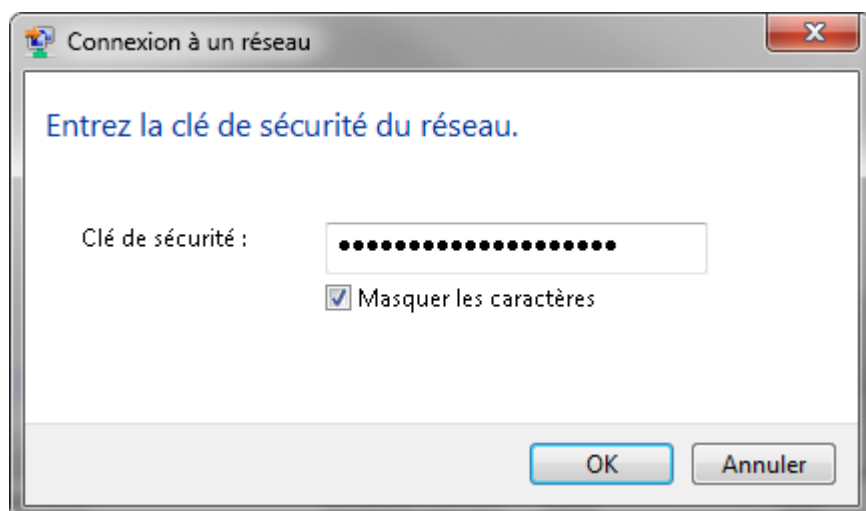 Connexion à un réseau
Entrez la clé de sécurité du réseau.
Clé de sécurité : ••••••••••••••••••••
Masquer les caractères
OK Annuler